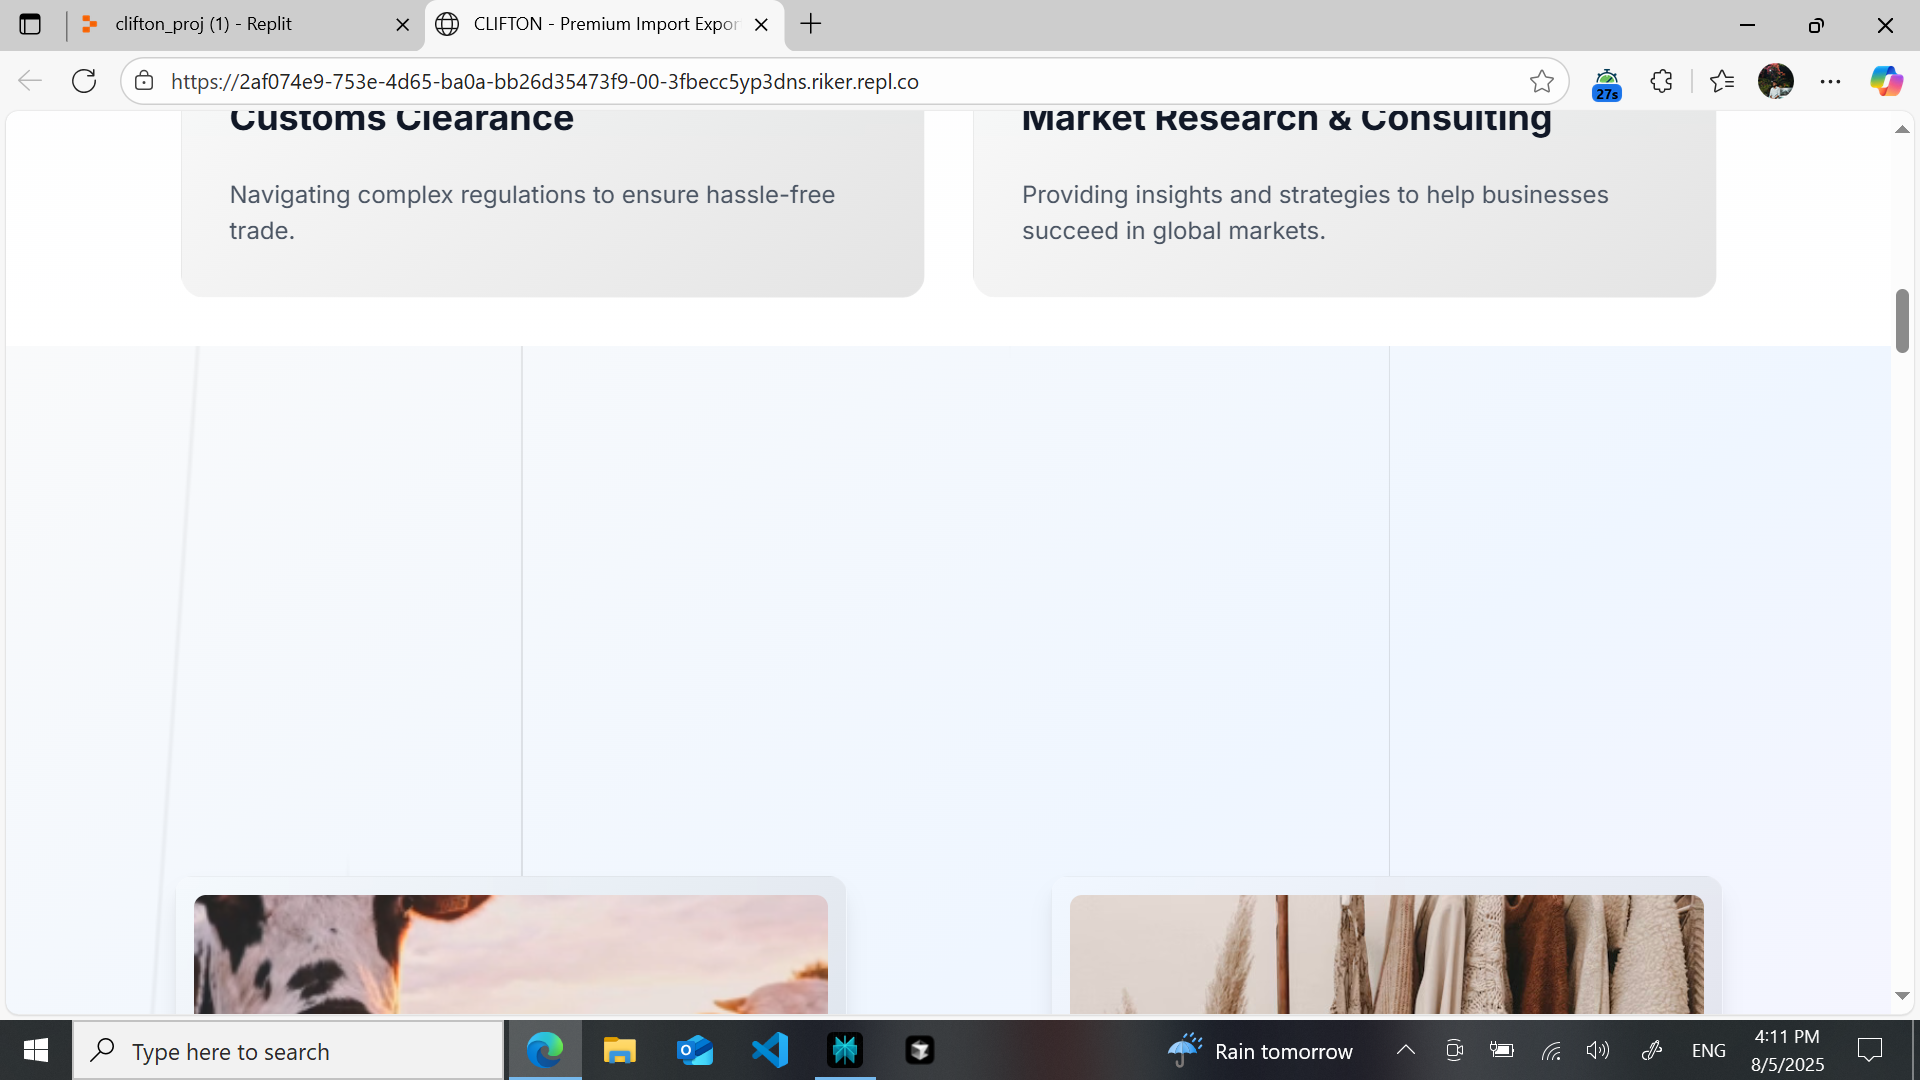 clifton_proj (1) - Replit
CLIFTON - Premium Import Expor
https://2af074e9-753e-4d65-ba0a-bb26d35473f9-00-3fbecc5yp3dns.riker.repl.co
27s
Customs Clearance
Navigating complex regulations to ensure hassle-free
trade.
Market Research & Consulting
Providing insights and strategies to help businesses
succeed in global markets.
Type here to search
Rain tomorrow
ENG
4:11 PM
8/5/2025